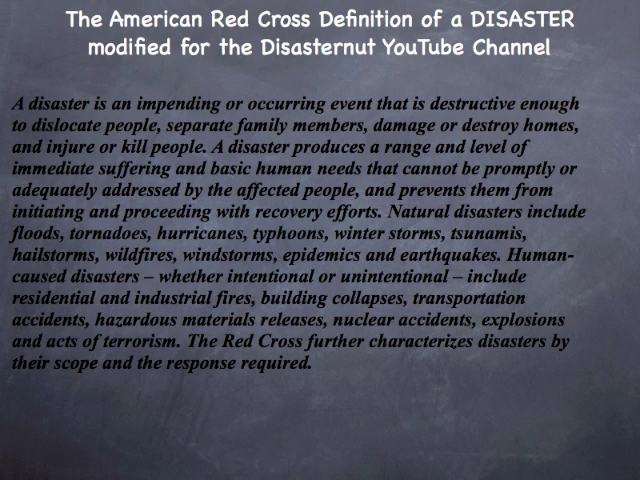 The American Red Cross Definition of a DISASTER
modified for the Disasternut YouTube Channel
A disaster is an impending or occurring event that is destructive enough
to dislocate people, separate family members, damage or destroy homes,
and injure or kill people. A disaster produces a range and level of
immediate suffering and basic human needs that cannot be promptly or
adequately addressed by the affected people, and prevents them from
initiating and proceeding with recovery efforts. Natural disasters include
floods, tornadoes, hurricanes, typhoons, winter storms, tsunamis,
hailstorms, wildfires, windstorms, epidemics and earthquakes. Human-
caused disasters – whether intentional or unintentional – include
residential and industrial fires, building collapses, transportation
accidents, hazardous materials releases, nuclear accidents, explosions
and acts of terrorism. The Red Cross further characterizes disasters by
their scope and the response required.